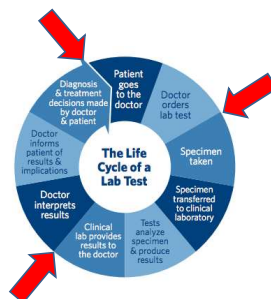 Patient
goes to
the doctor
Doctor
orders
lab test
Specimen
taken
Specimen
transferred
to clinical
laboratory
Tests
analyze
specimen
& produce
results
Clinical
lab provides
results to
the doctor
Doctor
interprets
results
Doctor
informs
patient of
results &
implications
Diagnosis
& treatment
decisions made
by doctor
& patient
The Life
Cycle of a
Lab Test